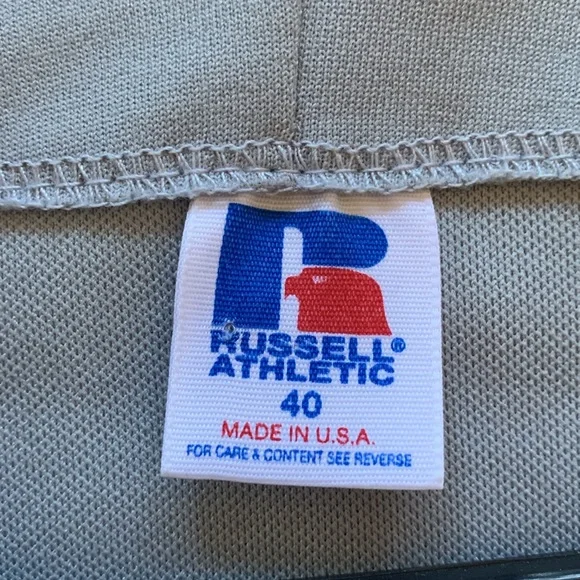 RUSSELL®
ATHLETIC
40
MADE IN U.S.A.
FOR CARE & CONTENT SEE REVERSE